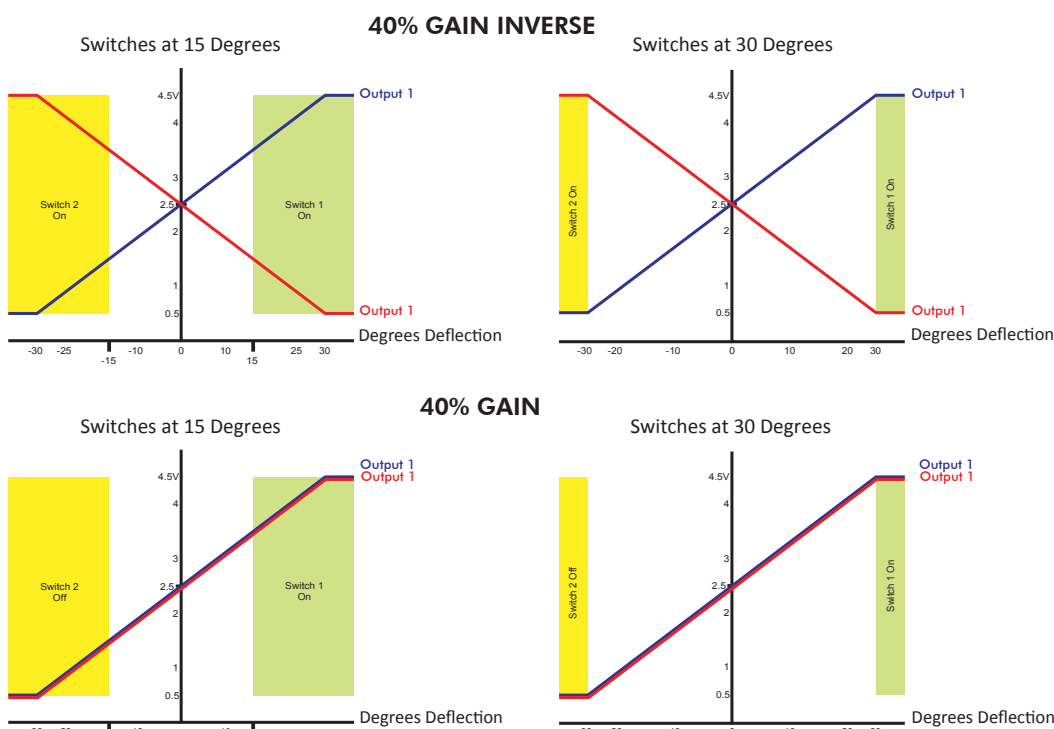 40% GAIN INVERSE
Switches at 15 Degrees
4.5V
4
3
2.5
2
1
0.5
Switch 2
On
Switch 1
On
Output 1
Output 1
Degrees Deflection
-30 -25 -15 -10 0 10 15 25 30
Switches at 30 Degrees
4.5V
4
3
2.5
2
1
0.5
Switch 2 On
Switch 1 On
Output 1
Output 1
Degrees Deflection
-30 -20 -10 0 10 20 30
40% GAIN
Switches at 15 Degrees
4.5V
4
3
2.5
2
1
0.5
Switch 2
Off
Switch 1
On
Output 1
Output 1
Degrees Deflection
Switches at 30 Degrees
4.5V
4
3
2.5
2
1
0.5
Switch 2 Off
Switch 1 On
Output 1
Output 1
Degrees Deflection